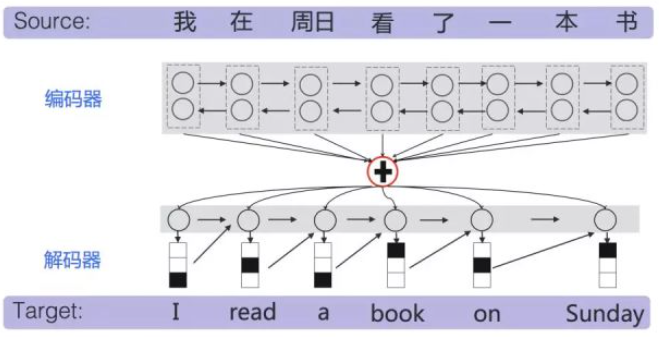 Source: 我 在 周日 看 了 一 本 书
编码器
解码器
Target: I read a book on Sunday